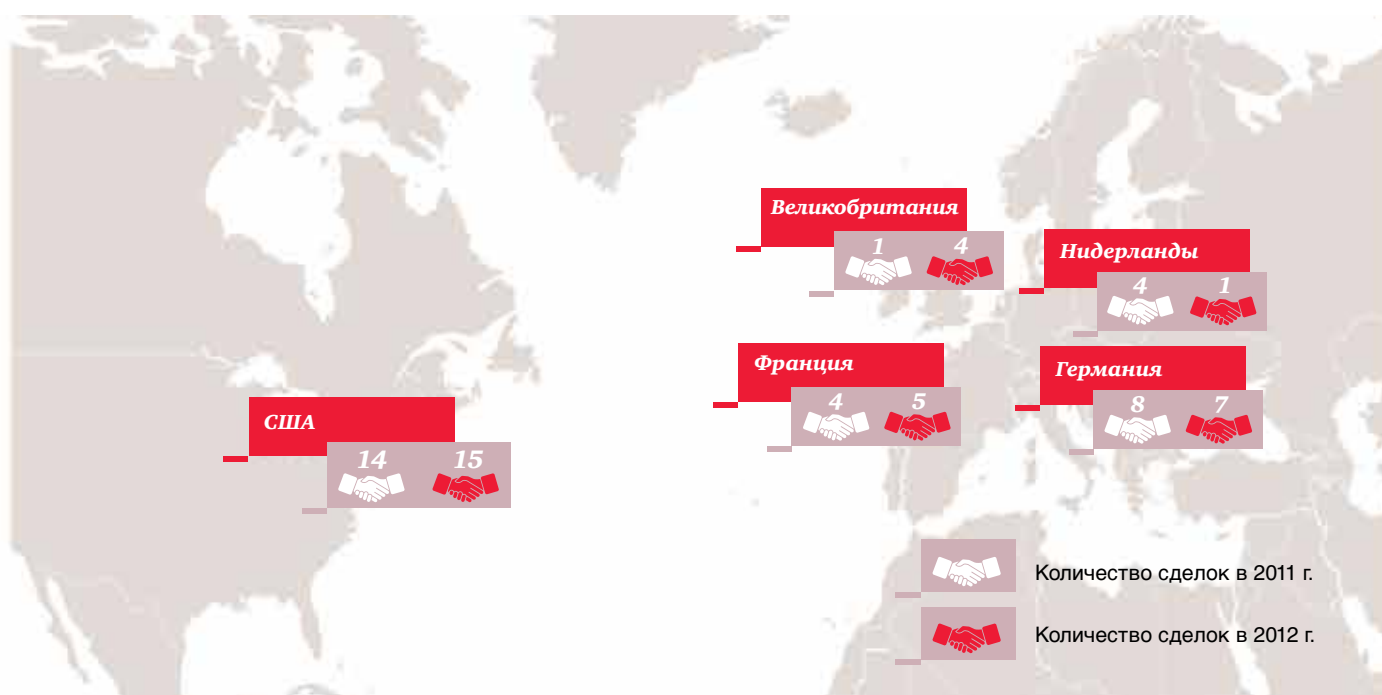 Великобритания
1 4
Нидерланды
4 1
Франция
4 5
Германия
8 7
США
14 15
Количество сделок в 2011 г.
Количество сделок в 2012 г.